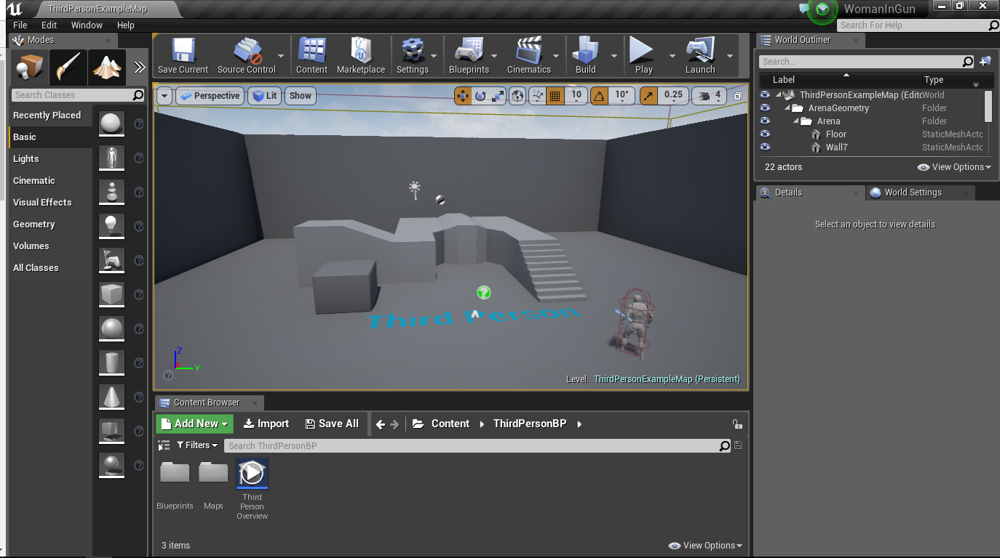 ThirdPersonExampleMap
WomanInGun
File Edit Window Help
Search For Help
Modes
Search Classes
Recently Placed
Basic
Lights
Cinematic
Visual Effects
Geometry
Volumes
All Classes
Save Current Source Control Content Marketplace Settings Blueprints Cinematics Build Play Launch
Perspective Lit Show
10 10° 0.25 4
Third Person
Z
Y
Level: ThirdPersonExampleMap (Persistent)
World Outliner
Search...
Label Type
ThirdPersonExampleMap (Edito World
ArenaGeometry Folder
Arena Folder
Floor StaticMeshActo
Wall7 StaticMeshActo
22 actors View Options
Details World Settings
Select an object to view details.
Content Browser
Add New Import Save All Content ThirdPersonBP
Filters Search ThirdPersonBP
Blueprints Maps
Third
Person
Overview
3 items View Options